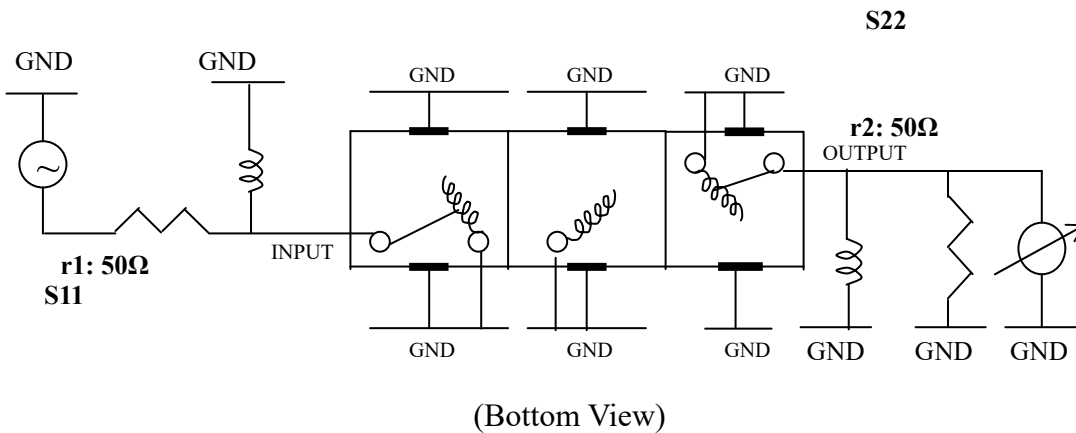 S22
GND
GND
GND
GND
GND
r2: 50Ω
OUTPUT
INPUT
r1: 50Ω
S11
GND
GND
GND
GND
GND
GND
(Bottom View)